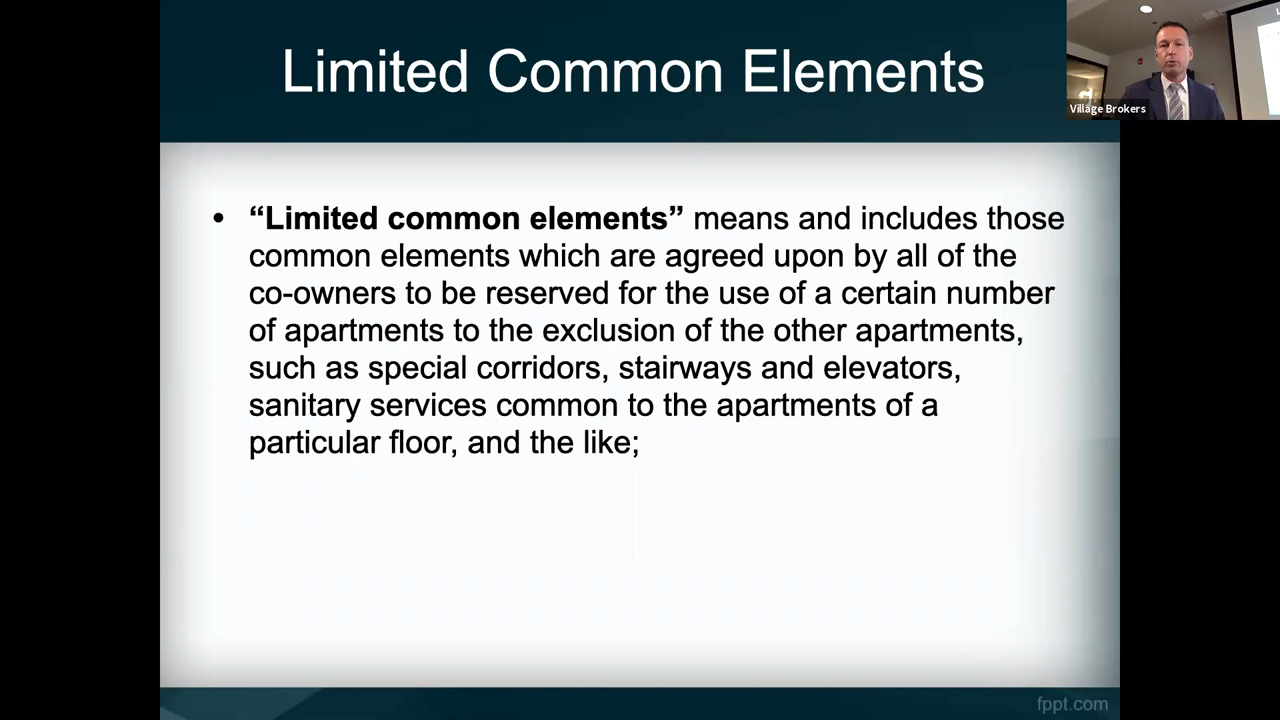 Limited Common Elements
Village Brokers
• “Limited common elements” means and includes those
common elements which are agreed upon by all of the
co-owners to be reserved for the use of a certain number
of apartments to the exclusion of the other apartments,
such as special corridors, stairways and elevators,
sanitary services common to the apartments of a
particular floor, and the like;
fppt.com